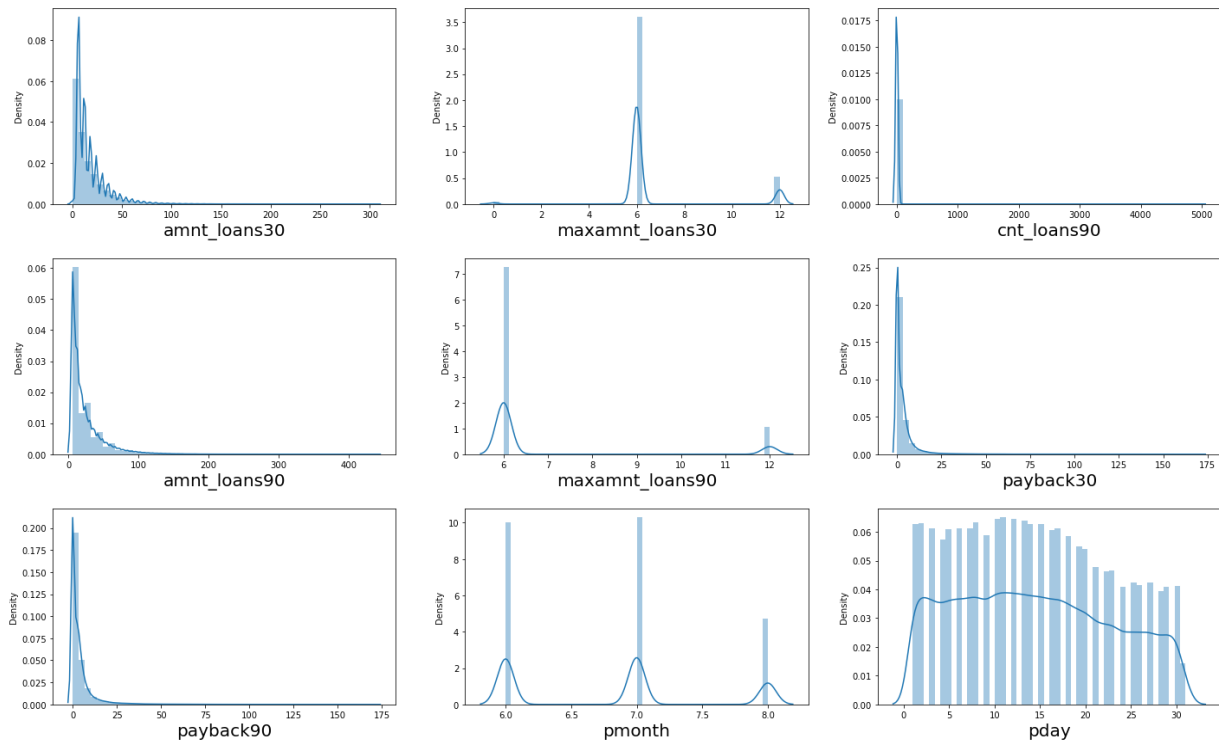 Density
0.00 0.02 0.04 0.06 0.08
0 50 100 150 200 250 300
amnt_loans30
Density
0.0 0.5 1.0 1.5 2.0 2.5 3.0 3.5
0 2 4 6 8 10 12
maxamnt_loans30
Density
0.0000 0.0025 0.0050 0.0075 0.0100 0.0125 0.0150 0.0175
0 1000 2000 3000 4000 5000
cnt_loans90
Density
0.00 0.01 0.02 0.03 0.04 0.05 0.06
0 100 200 300 400
amnt_loans90
Density
0 1 2 3 4 5 6 7
6 7 8 9 10 11 12
maxamnt_loans90
Density
0.00 0.05 0.10 0.15 0.20 0.25
0 25 50 75 100 125 150 175
payback30
Density
0.000 0.025 0.050 0.075 0.100 0.125 0.150 0.175 0.200
0 25 50 75 100 125 150 175
payback90
Density
0 2 4 6 8 10
6.0 6.5 7.0 7.5 8.0
pmonth
Density
0.00 0.01 0.02 0.03 0.04 0.05 0.06
0 5 10 15 20 25 30
pday